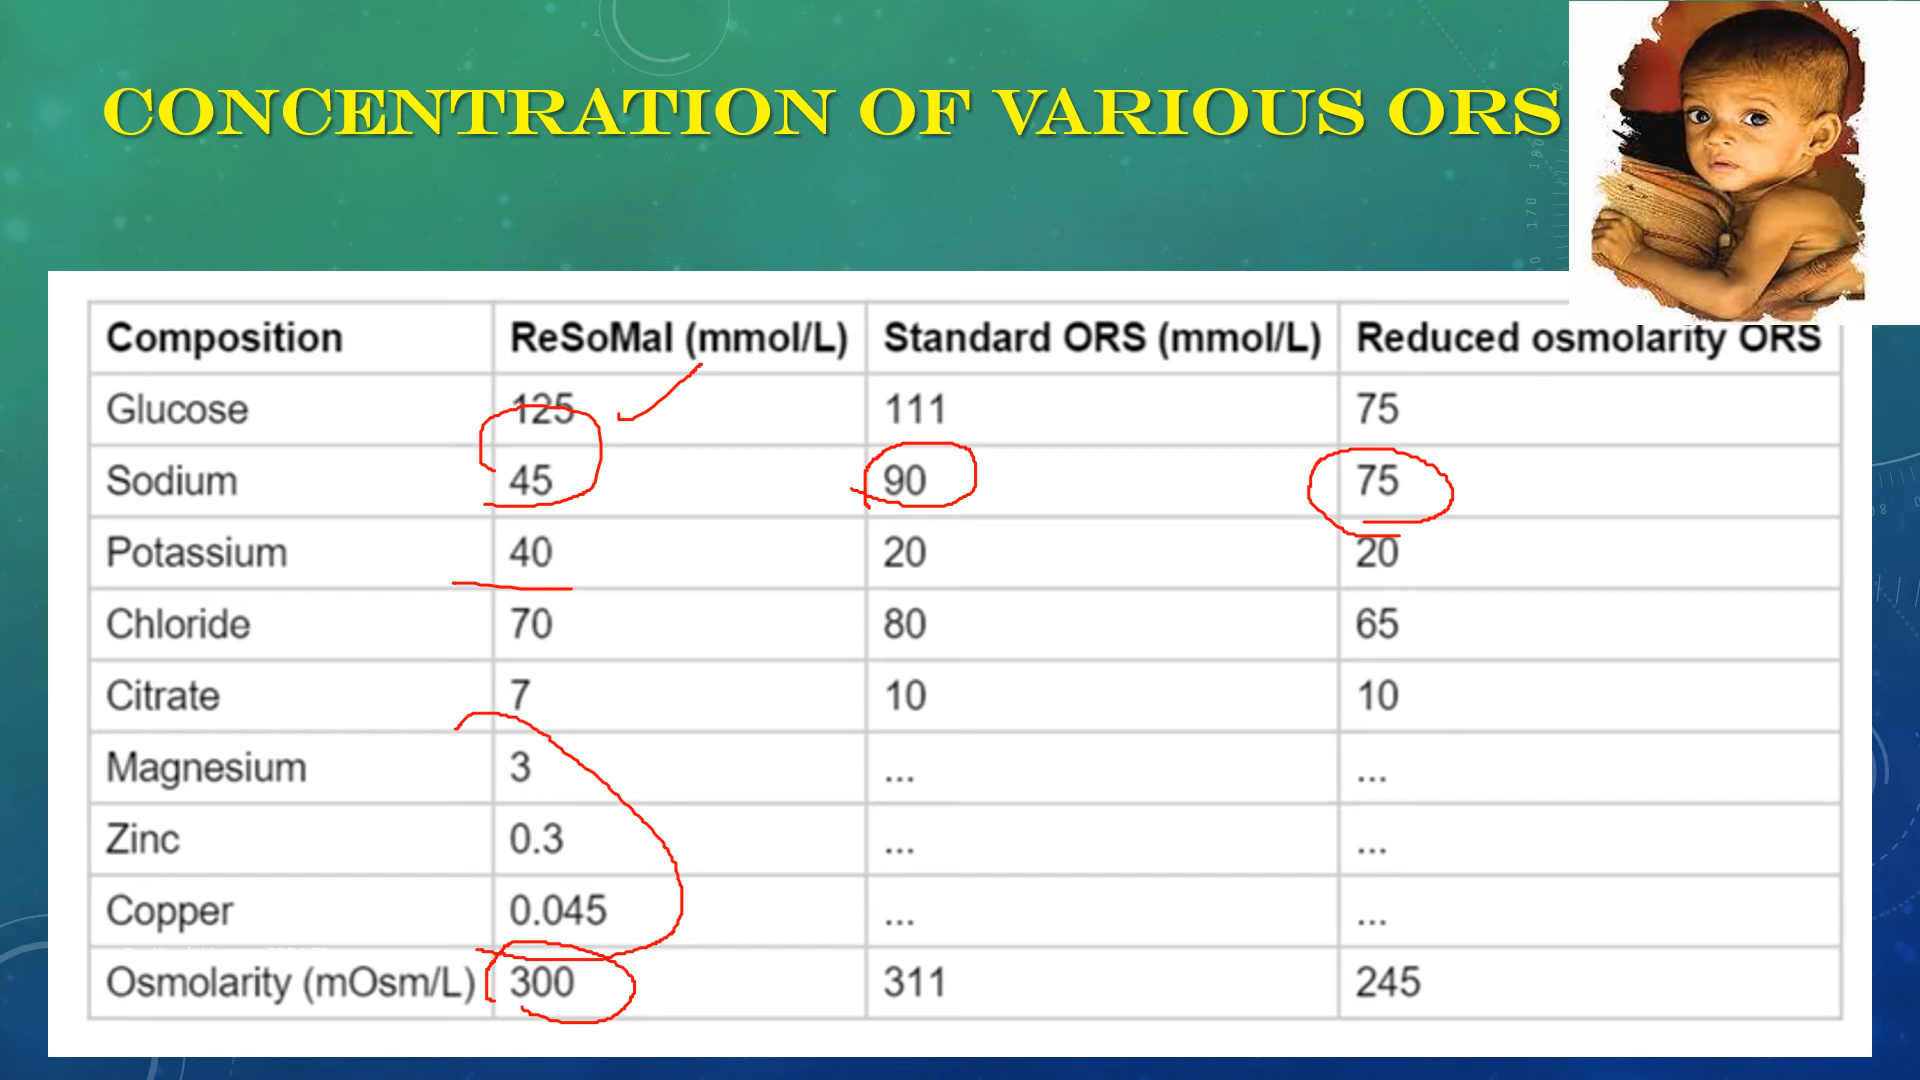 CONCENTRATION OF VARIOUS ORS
Composition ReSoMal (mmol/L) Standard ORS (mmol/L) Reduced osmolarity ORS
Glucose 125 111 75
Sodium 45 90 75
Potassium 40 20 20
Chloride 70 80 65
Citrate 7 10 10
Magnesium 3 ... ...
Zinc 0.3 ... ...
Copper 0.045 ... ...
Osmolarity (mOsm/L) 300 311 245